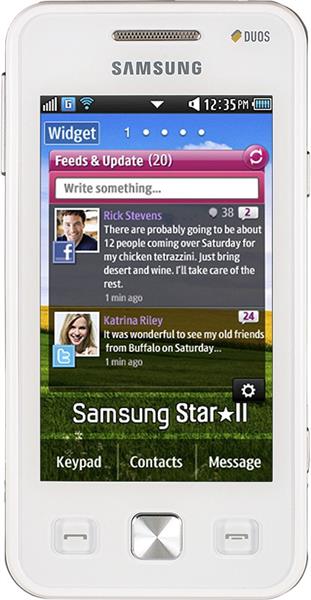 DUOS
SAMSUNG
G 12:35PM
Widget 1
Feeds & Update (20)
Write something...
Rick Stevens 38 2
There are probably going to be about
12 people coming over Saturday for
my chicken tetrazzini. Just bring
desert and wine. I'll take care of the
rest.
1 min ago
Katrina Riley 24
It was wonderful to see my old friends
from Buffalo on Saturday...
1 min ago
Samsung Star★II
Keypad Contacts Message